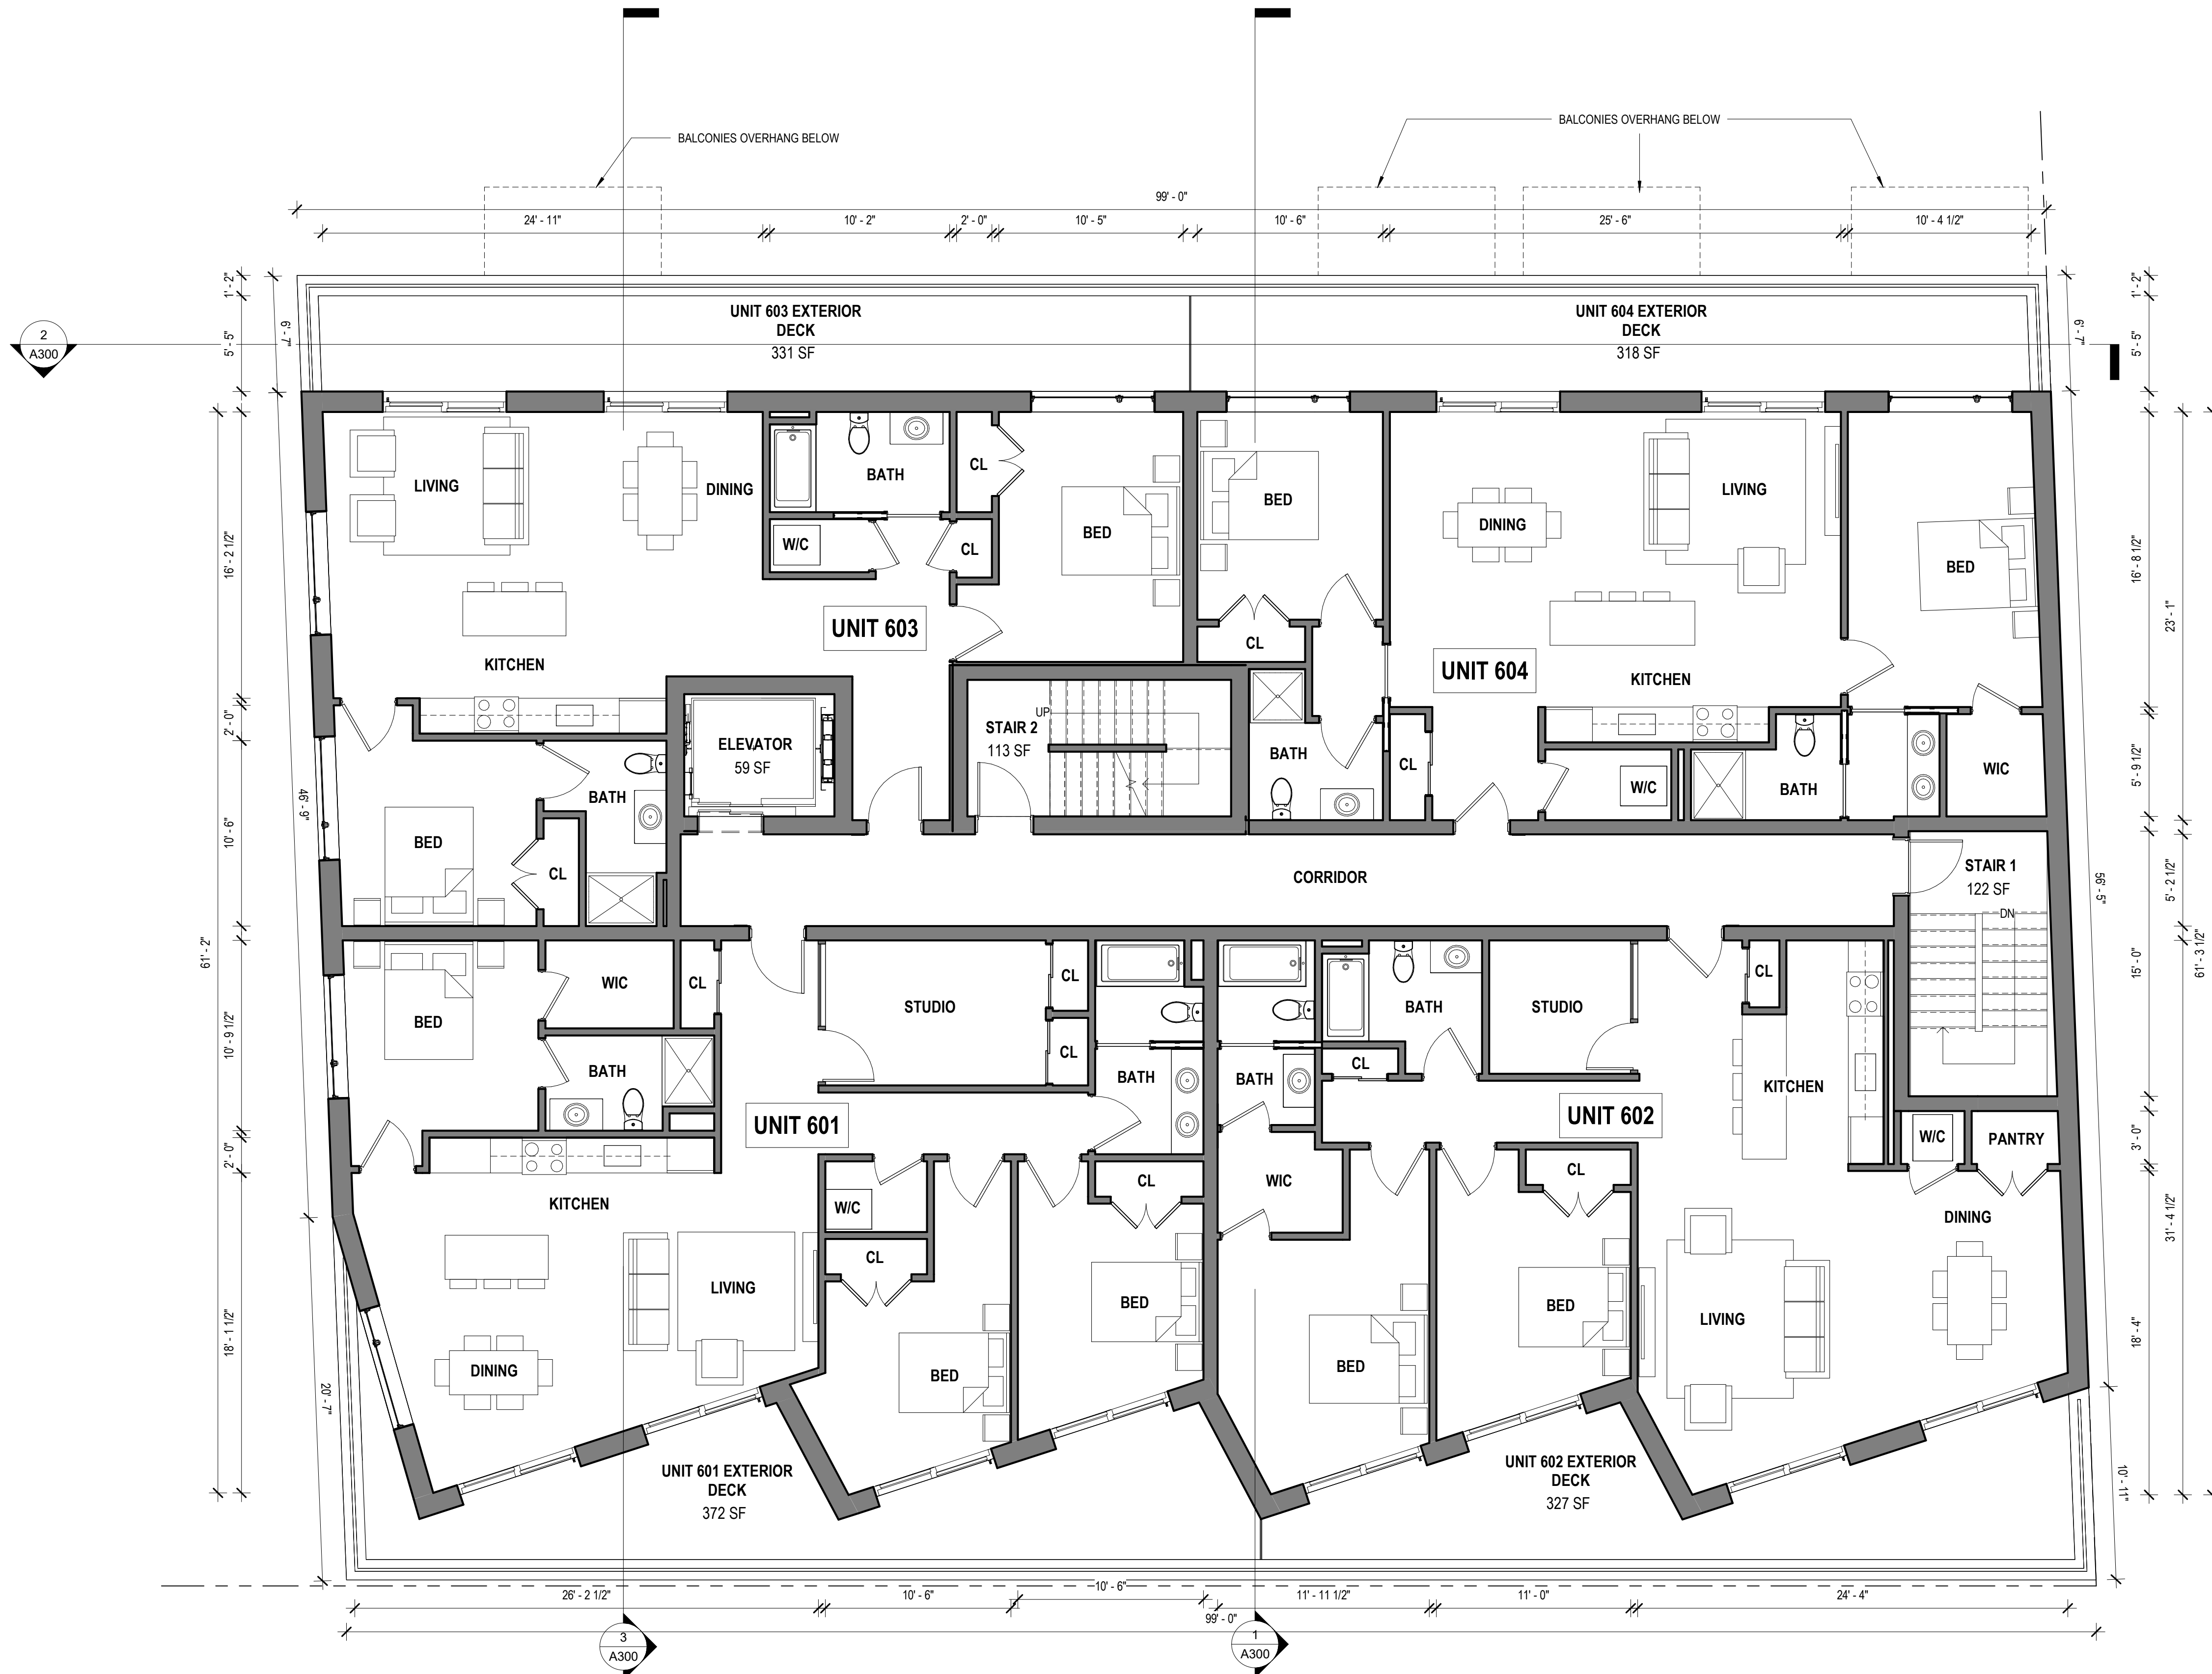 BALCONIES OVERHANG BELOW
BALCONIES OVERHANG BELOW
99' - 0"
24' - 11"
10' - 2"
2' - 0"
10' - 5"
10' - 6"
25' - 6"
10' - 4 1/2"
1' - 2"
5' - 5"
6' - 7"
2
A300
UNIT 603 EXTERIOR
DECK
331 SF
UNIT 604 EXTERIOR
DECK
318 SF
6' - 7"
1' - 2"
5' - 5"
LIVING
DINING
BATH
CL
W/C
CL
BED
BED
CL
DINING
LIVING
BED
16' - 2 1/2"
16' - 8 1/2"
23' - 1"
UNIT 603
KITCHEN
UNIT 604
KITCHEN
2' - 0"
ELEVATOR
59 SF
STAIR 2
113 SF
UP
BATH
CL
W/C
BATH
WIC
5' - 9 1/2"
46' - 9"
10' - 6"
BATH
BED
CL
CORRIDOR
STAIR 1
122 SF
DN
56' - 5"
5' - 2 1/2"
61' - 2"
10' - 9 1/2"
BED
WIC
CL
STUDIO
CL
CL
BATH
BATH
BATH
CL
BATH
STUDIO
CL
KITCHEN
15' - 0"
61' - 3 1/2"
UNIT 601
UNIT 602
2' - 0"
W/C
PANTRY
3' - 0"
KITCHEN
W/C
CL
CL
WIC
CL
DINING
31' - 4 1/2"
18' - 1 1/2"
LIVING
DINING
BED
BED
BED
BED
LIVING
18' - 4"
20' - 7"
UNIT 601 EXTERIOR
DECK
372 SF
UNIT 602 EXTERIOR
DECK
327 SF
10' - 11"
26' - 2 1/2"
10' - 6"
10' - 6"
11' - 11 1/2"
11' - 0"
24' - 4"
99' - 0"
3
A300
1
A300